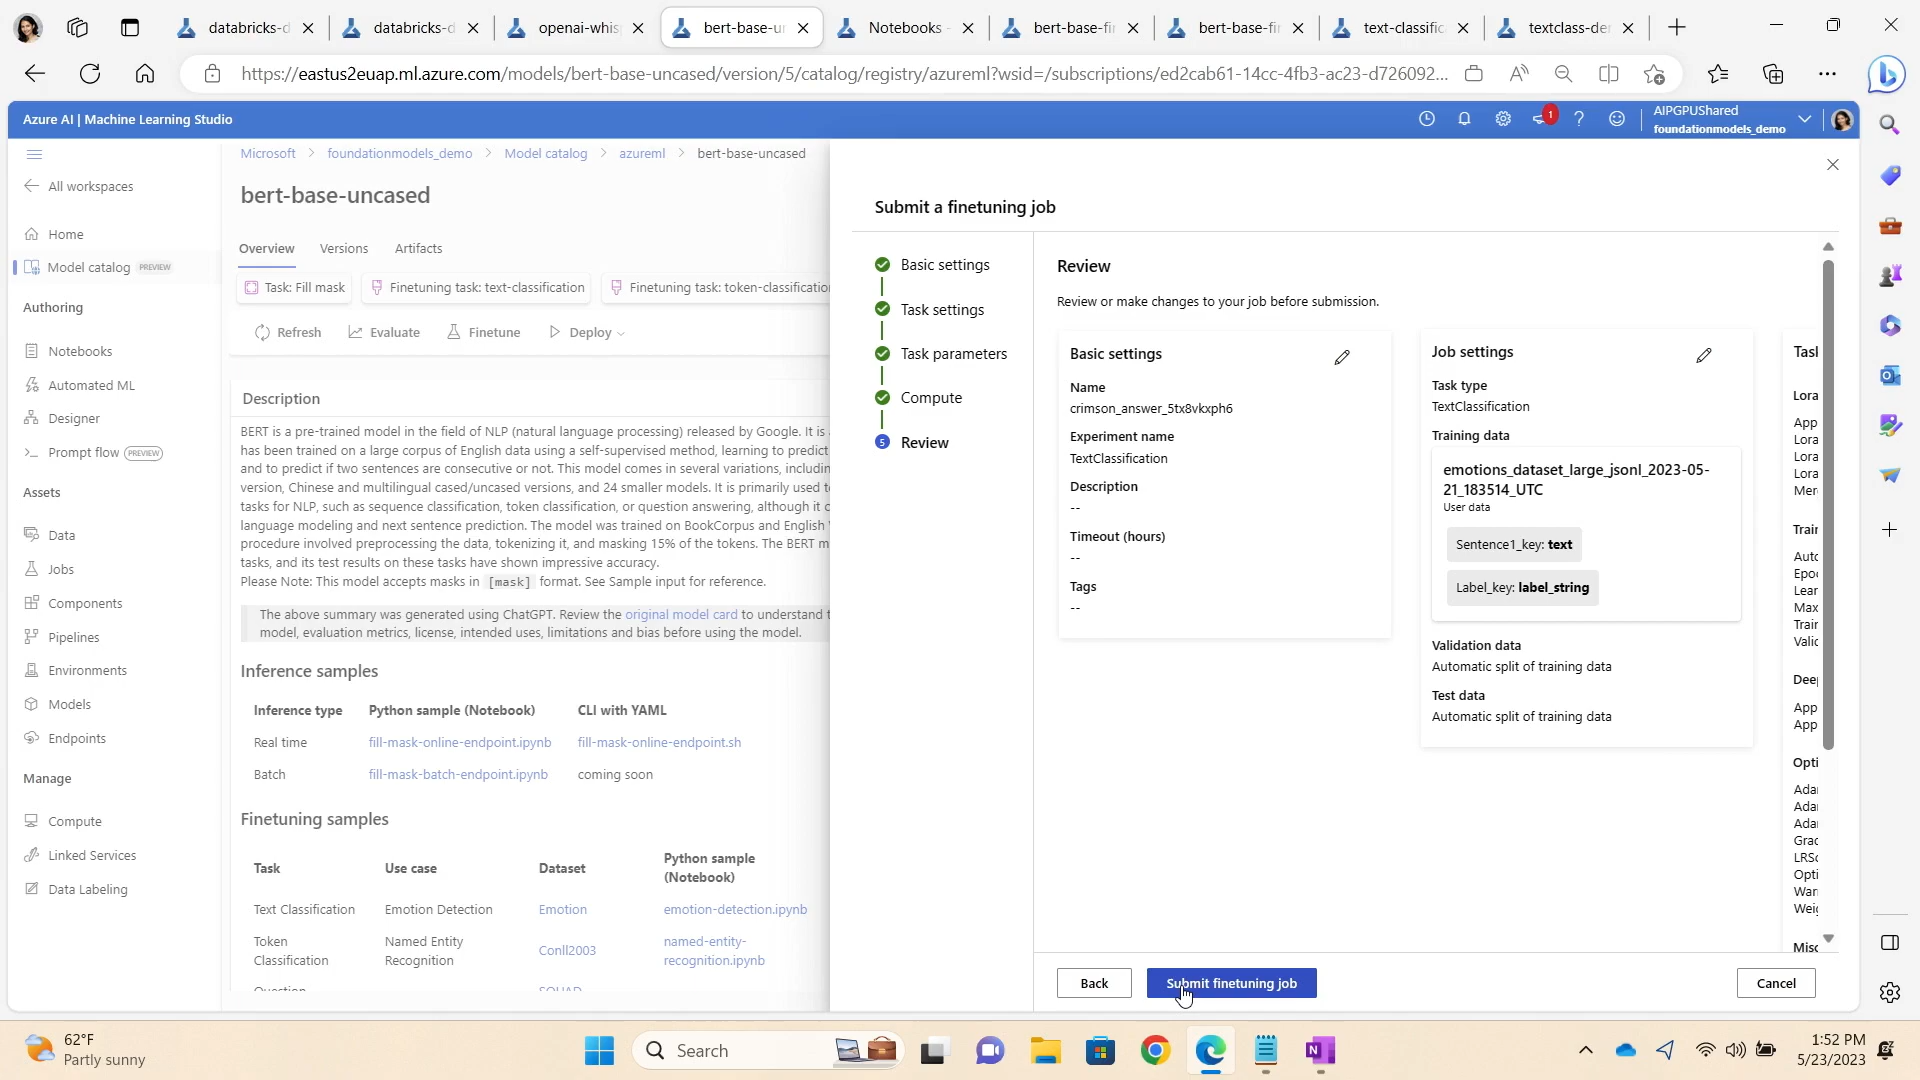 databricks-d
databricks-d
openai-whis
bert-base-un
Notebooks -
bert-base-fin
bert-base-fin
text-classific
textclass-der
https://eastus2euap.ml.azure.com/models/bert-base-uncased/version/5/catalog/registry/azureml?wsid=/subscriptions/ed2cab61-14cc-4fb3-ac23-d726092...
Azure AI | Machine Learning Studio
1
AIPGPUShared
foundationmodels_demo
All workspaces
Home
Model catalog PREVIEW
Authoring
Notebooks
Automated ML
Designer
Prompt flow PREVIEW
Assets
Data
Jobs
Components
Pipelines
Environments
Models
Endpoints
Manage
Compute
Linked Services
Data Labeling
Microsoft > foundationmodels_demo > Model catalog > azureml > bert-base-uncased
bert-base-uncased
Overview Versions Artifacts
Task: Fill mask Finetuning task: text-classification Finetuning task: token-classification
Refresh Evaluate Finetune Deploy
Description
BERT is a pre-trained model in the field of NLP (natural language processing) released by Google. It is
has been trained on a large corpus of English data using a self-supervised method, learning to predict
and to predict if two sentences are consecutive or not. This model comes in several variations, includin
version, Chinese and multilingual cased/uncased versions, and 24 smaller models. It is primarily used t
tasks for NLP, such as sequence classification, token classification, or question answering, although it c
language modeling and next sentence prediction. The model was trained on BookCorpus and English
procedure involved preprocessing the data, tokenizing it, and masking 15% of the tokens. The BERT m
tasks, and its test results on these tasks have shown impressive accuracy.
Please Note: This model accepts masks in [mask] format. See Sample input for reference.
The above summary was generated using ChatGPT. Review the original model card to understand t
model, evaluation metrics, license, intended uses, limitations and bias before using the model.
Inference samples
Inference type Python sample (Notebook) CLI with YAML
Real time fill-mask-online-endpoint.ipynb fill-mask-online-endpoint.sh
Batch fill-mask-batch-endpoint.ipynb coming soon
Finetuning samples
Task Use case Dataset Python sample
(Notebook)
Text Classification Emotion Detection Emotion emotion-detection.ipynb
Token
Classification Named Entity
Recognition Conll2003 named-entity-
recognition.ipynb
Question SQUAD
Submit a finetuning job
Basic settings
Task settings
Task parameters
Compute
5 Review
Review
Review or make changes to your job before submission.
Basic settings
Name
crimson_answer_5tx8vkxph6
Experiment name
TextClassification
Description
--
Timeout (hours)
--
Tags
--
Job settings
Task type
TextClassification
Training data
emotions_dataset_large_jsonl_2023-05-
21_183514_UTC
User data
Sentence1_key: text
Label_key: label_string
Validation data
Automatic split of training data
Test data
Automatic split of training data
Task
Lora
App
Lora
Lora
Lora
Mer
Train
Auto
Epoc
Lear
Max
Train
Valid
Deep
App
App
Opti
Adar
Adar
Adar
Grad
LRSc
Opti
War
Weig
Misc
Back Submit finetuning job Cancel
62°F
Partly sunny
Search
1:52 PM
5/23/2023